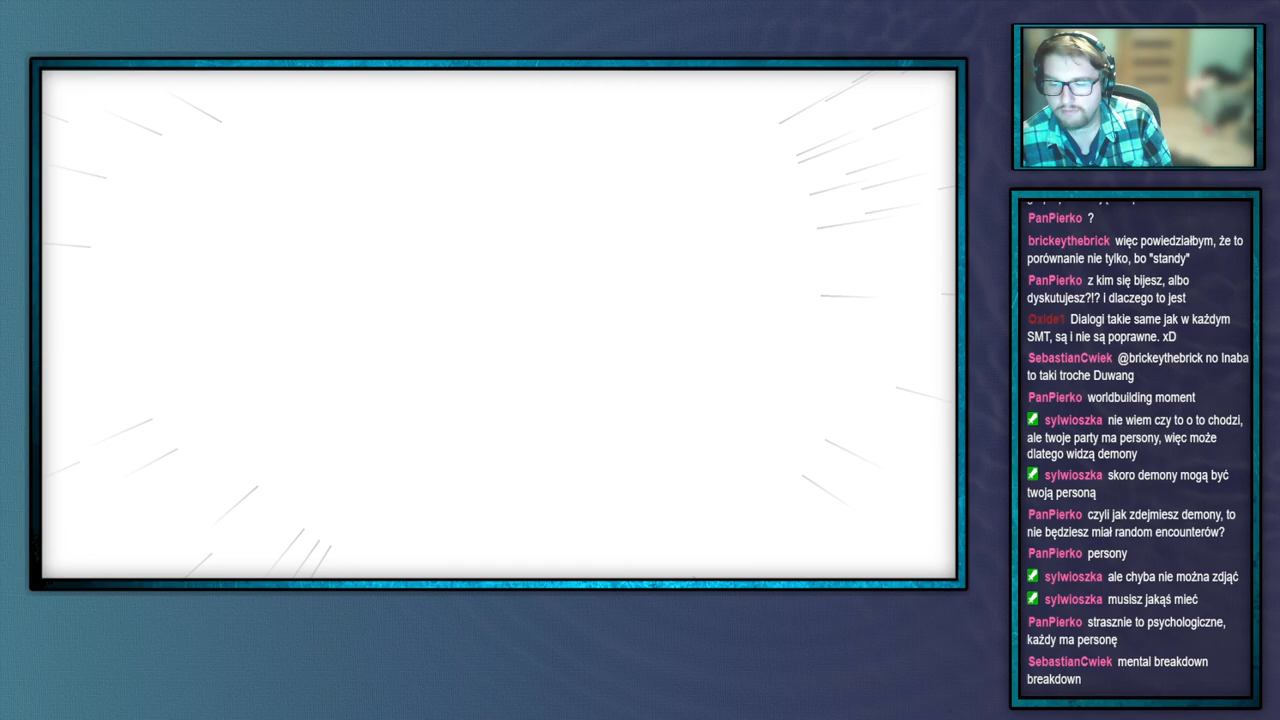 PanPierko ?
brickeythebrick więc powiedziałbym, że to
porównanie nie tylko, bo "standy"
PanPierko z kim się bijesz, albo
dyskutujesz?!? i dlaczego to jest
Oxide1 Dialogi takie same jak w każdym
SMT, są i nie są poprawne. xD
SebastianCwiek @brickeythebrick no Inaba
to taki troche Duwang
PanPierko worldbuilding moment
sylwioszka nie wiem czy to o to chodzi,
ale twoje party ma persony, więc może
dlatego widzą demony
sylwioszka skoro demony mogą być
twoją personą
PanPierko czyli jak zdejmiesz demony, to
nie będziesz miał random encounterów?
PanPierko persony
sylwioszka ale chyba nie można zdjąć
sylwioszka musisz jakąś mieć
PanPierko strasznie to psychologiczne,
każdy ma personę
SebastianCwiek mental breakdown
breakdown